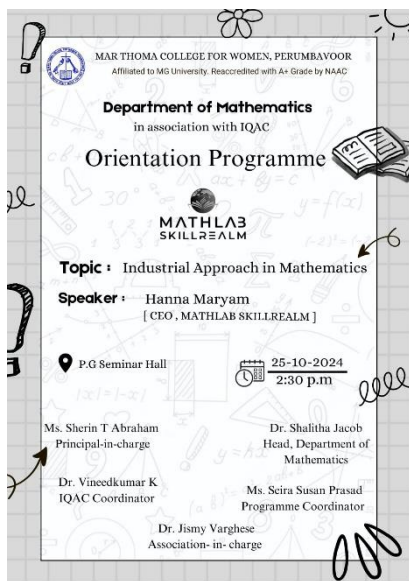 MAR THOMA COLLEGE FOR WOMEN, PERUMBAVOOR
Affiliated to MG University. Reaccredited with A+ Grade by NAAC
Department of Mathematics
in association with IQAC
Orientation Programme
MATHLAB
SKILLREALM
Topic : Industrial Approach in Mathematics
Speaker : Hanna Maryam
[ CEO , MATHLAB SKILLREALM ]
P.G Seminar Hall
25-10-2024
2:30 p.m
Ms. Sherin T Abraham
Principal-in-charge
Dr. Shalitha Jacob
Head, Department of
Mathematics
Dr. Vineedkumar K
IQAC Coordinator
Ms. Seira Susan Prasad
Programme Coordinator
Dr. Jismy Varghese
Association- in- charge